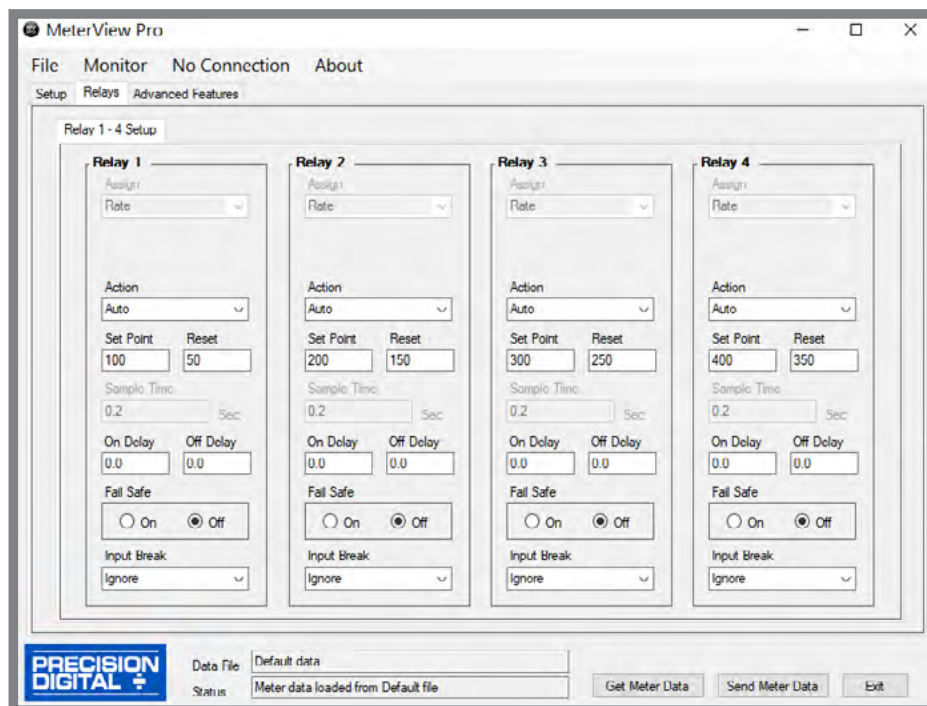 MeterView Pro
File Monitor No Connection About
Setup Relays Advanced Features
Relay 1 - 4 Setup
Relay 1 Relay 2 Relay 3 Relay 4
Assign Assign Assign Assign
Rate Rate Rate Rate
Action Action Action Action
Auto Auto Auto Auto
Set Point Reset Set Point Reset Set Point Reset Set Point Reset
100 50 200 150 300 250 400 350
Sample Time Sample Time Sample Time Sample Time
0.2 Sec 0.2 Sec 0.2 Sec 0.2 Sec
On Delay Off Delay On Delay Off Delay On Delay Off Delay On Delay Off Delay
0.0 0.0 0.0 0.0 0.0 0.0 0.0 0.0
Fail Safe Fail Safe Fail Safe Fail Safe
On Off On Off On Off On Off
Input Break Input Break Input Break Input Break
Ignore Ignore Ignore Ignore
PRECISION
DIGITAL
Data File Default data
Status Meter data loaded from Default file
Get Meter Data Send Meter Data Exit